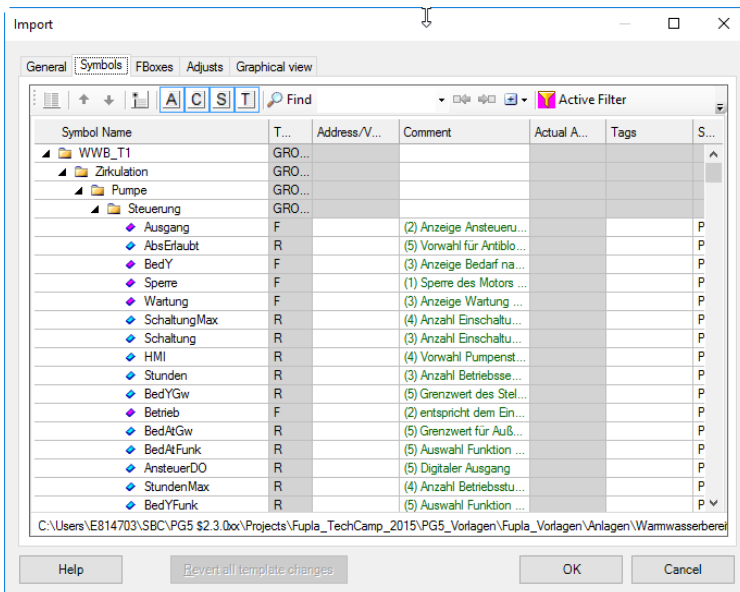 Import
General Symbols FBoxes Adjusts Graphical view
A C S T Find Active Filter
Symbol Name T... Address/V... Comment Actual A... Tags S...
WWB_T1 GRO...
Zirkulation GRO...
Pumpe GRO...
Steuerung GRO...
Ausgang F (2) Anzeige Ansteueru... P
AbsErlaubt R (5) Vorwahl für Antiblo... P
BedY F (3) Anzeige Bedarf na... P
Sperre F (1) Sperre des Motors ... P
Wartung F (3) Anzeige Wartung ... P
SchaltungMax R (4) Anzahl Einschaltu... P
Schaltung R (3) Anzahl Einschaltu... P
HMI R (4) Vorwahl Pumpenst... P
Stunden R (3) Anzahl Betriebsse... P
BedYGw R (5) Grenzwert des Stel... P
Betrieb F (2) entspricht dem Ein... P
BedAtGw R (5) Grenzwert für Auß... P
BedAtFunk R (5) Auswahl Funktion ... P
AnsteuerDO R (5) Digitaler Ausgang P
StundenMax R (4) Anzahl Betriebsstu... P
BedYFunk R (5) Auswahl Funktion ... P
C:\Users\E814703\SBC\PG5 $2.3.0xx\Projects\Fupla_TechCamp_2015\PG5_Vorlagen\Fupla_Vorlagen\Anlagen\Warmwasserbereit
Help Revert all template changes OK Cancel